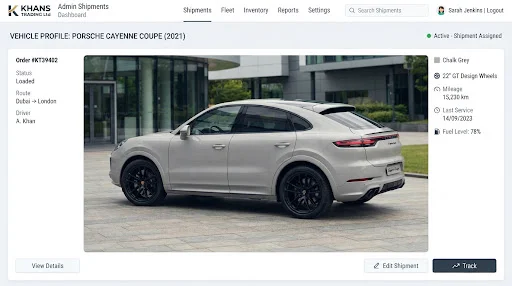 KHANS
TRADING Ltd
Admin Shipments
Dashboard
Shipments Fleet Inventory Reports Settings
Search Shipments
Sarah Jenkins | Logout
VEHICLE PROFILE: PORSCHE CAYENNE COUPE (2021)
Active - Shipment Assigned
Order #KT39402
Status
Loaded
Route
Dubai → London
Driver
A. Khan
Chalk Grey
22" GT Design Wheels
Mileage
15,230 km
Last Service
14/09/2023
Fuel Level: 78%
View Details
Edit Shipment
Track